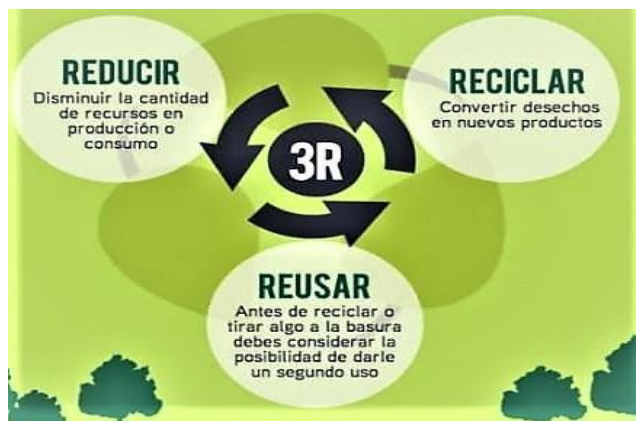 REDUCIR
Disminuir la cantidad
de recursos en
producción o
consumo
3R
RECICLAR
Convertir desechos
en nuevos productos
REUSAR
Antes de reciclar o
tirar algo a la basura
debes considerar la
posibilidad de darle
un segundo uso